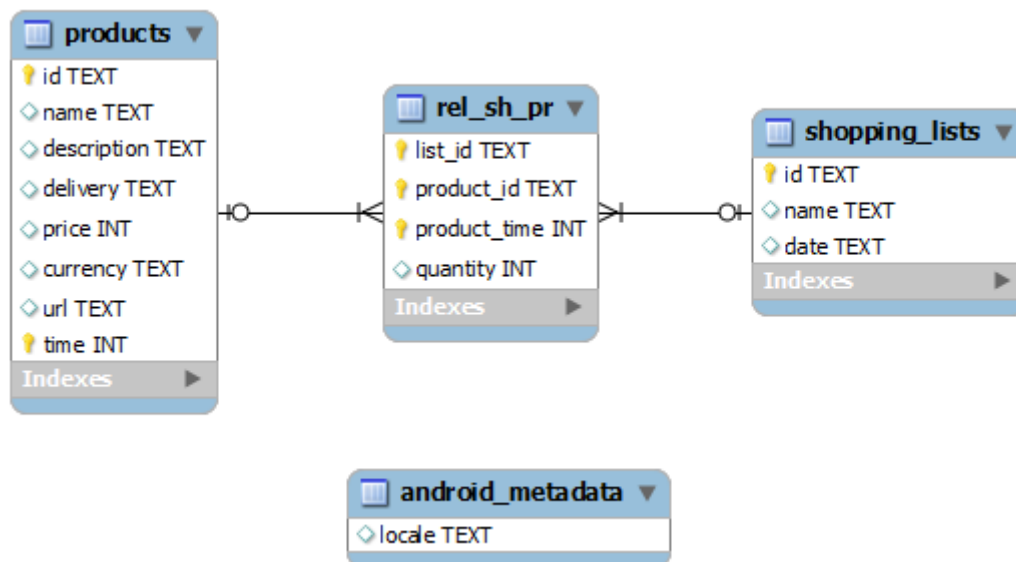 products
id TEXT
name TEXT
description TEXT
delivery TEXT
price INT
currency TEXT
url TEXT
time INT
Indexes
rel_sh_pr
list_id TEXT
product_id TEXT
product_time INT
quantity INT
Indexes
shopping_lists
id TEXT
name TEXT
date TEXT
Indexes
android_metadata
locale TEXT